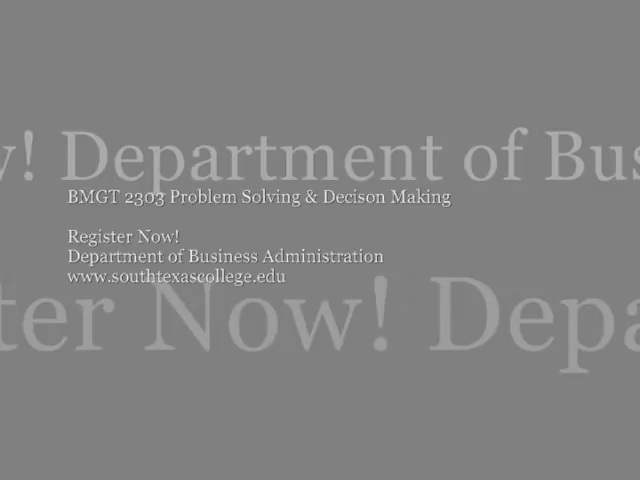 w! Department of Bus
BMGT 2303 Problem Solving & Decison Making
Register Now!
Department of Business Administration
www.southtexascollege.edu
ter Now! Depa